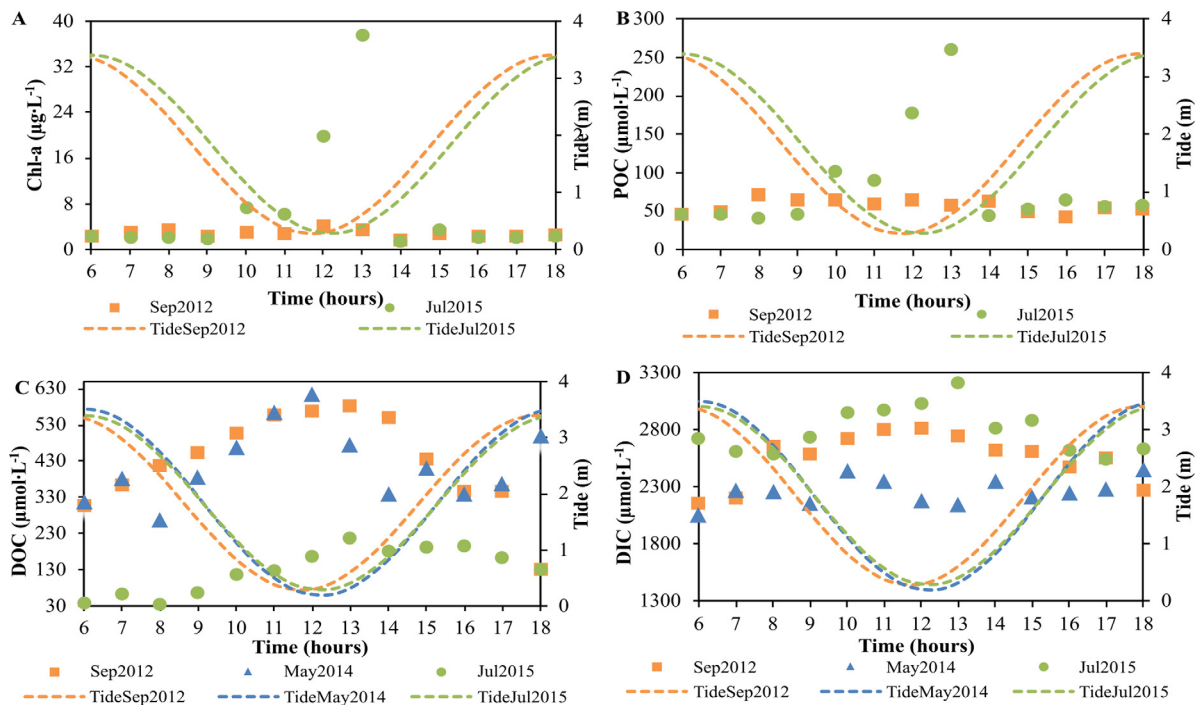 A
B
40
36
32
28
24
20
16
12
8
4
0
Chl-a (µg·L⁻¹)
4
3
2
1
0
Tide (m)
6 7 8 9 10 11 12 13 14 15 16 17 18
Time (hours)
Sep2012 Jul2015
TideSep2012 TideJul2015
300
250
200
150
100
50
0
POC (µmol·L⁻¹)
4
3
2
1
0
Tide (m)
6 7 8 9 10 11 12 13 14 15 16 17 18
Time (hours)
Sep2012 Jul2015
TideSep2012 TideJul2015
C
630
530
430
330
230
130
30
DOC (µmol·L⁻¹)
4
3
2
1
0
Tide (m)
6 7 8 9 10 11 12 13 14 15 16 17 18
Time (hours)
Sep2012 May2014 Jul2015
TideSep2012 TideMay2014 TideJul2015
D
3300
2800
2300
1800
1300
DIC (µmol·L⁻¹)
4
3
2
1
0
Tide (m)
6 7 8 9 10 11 12 13 14 15 16 17 18
Time (hours)
Sep2012 May2014 Jul2015
TideSep2012 TideMay2014 TideJul2015